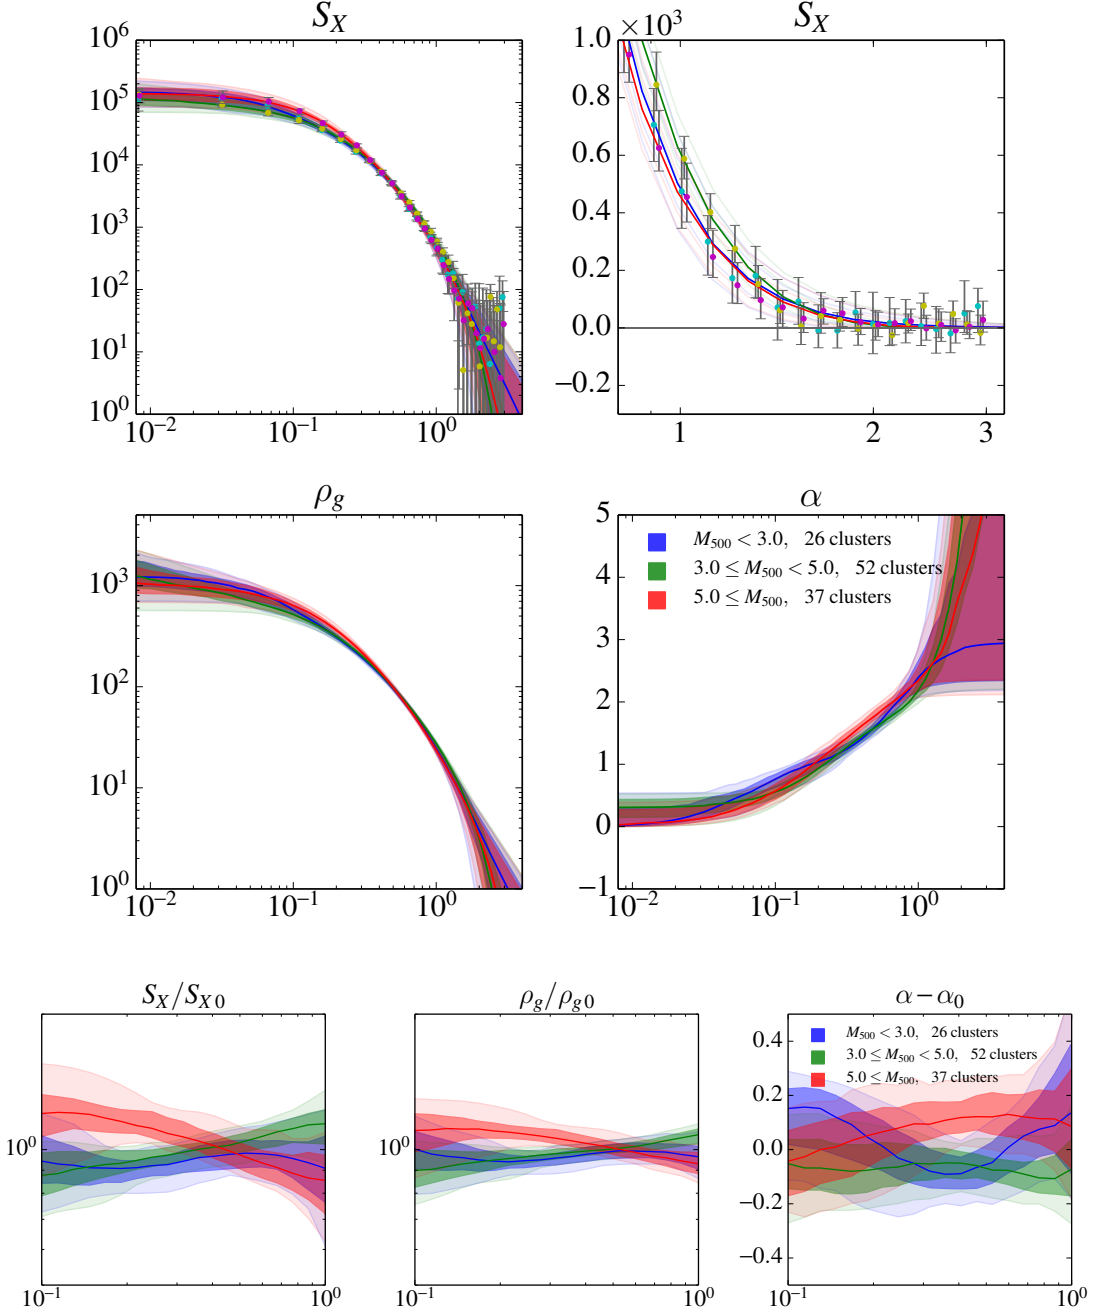 S_X
10^6
10^5
10^4
10^3
10^2
10^1
10^0
10^-2 10^-1 10^0
S_X
×10^3
1.0
0.8
0.6
0.4
0.2
0.0
−0.2
1 2 3
ρ_g
10^3
10^2
10^1
10^0
10^-2 10^-1 10^0
α
5
4
3
2
1
0
−1
M_500 < 3.0, 26 clusters
3.0 ≤ M_500 < 5.0, 52 clusters
5.0 ≤ M_500, 37 clusters
10^-2 10^-1 10^0
S_X/S_X0
10^0
10^-1 10^0
ρ_g/ρ_g0
10^0
10^-1 10^0
α − α_0
0.4
0.2
0.0
−0.2
−0.4
M_500 < 3.0, 26 clusters
3.0 ≤ M_500 < 5.0, 52 clusters
5.0 ≤ M_500, 37 clusters
10^-1 10^0